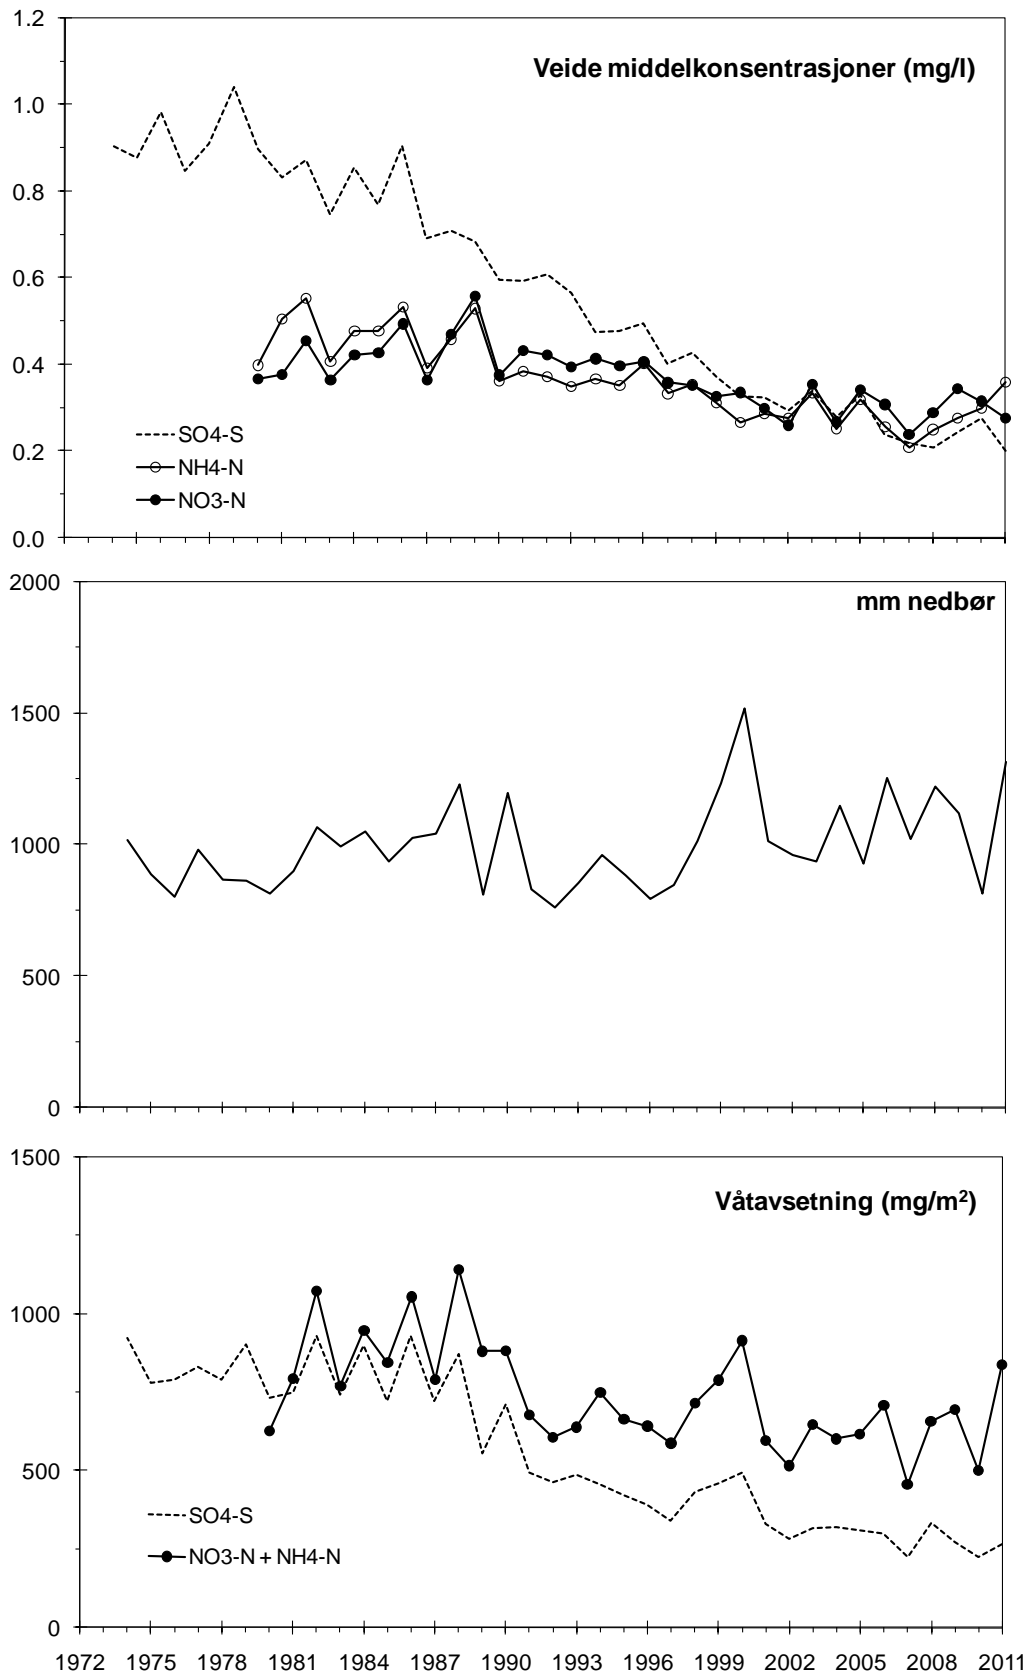 1.2
Veide middelkonsentrasjoner (mg/l)
1.0
0.8
0.6
0.4
SO4-S
0.2
NH4-N
NO3-N
0.0
2000
mm nedbør
1500
1000
500
0
1500
Våtavsetning (mg/m²)
1000
500
SO4-S
NO3-N + NH4-N
0
1972 1975 1978 1981 1984 1987 1990 1993 1996 1999 2002 2005 2008 2011